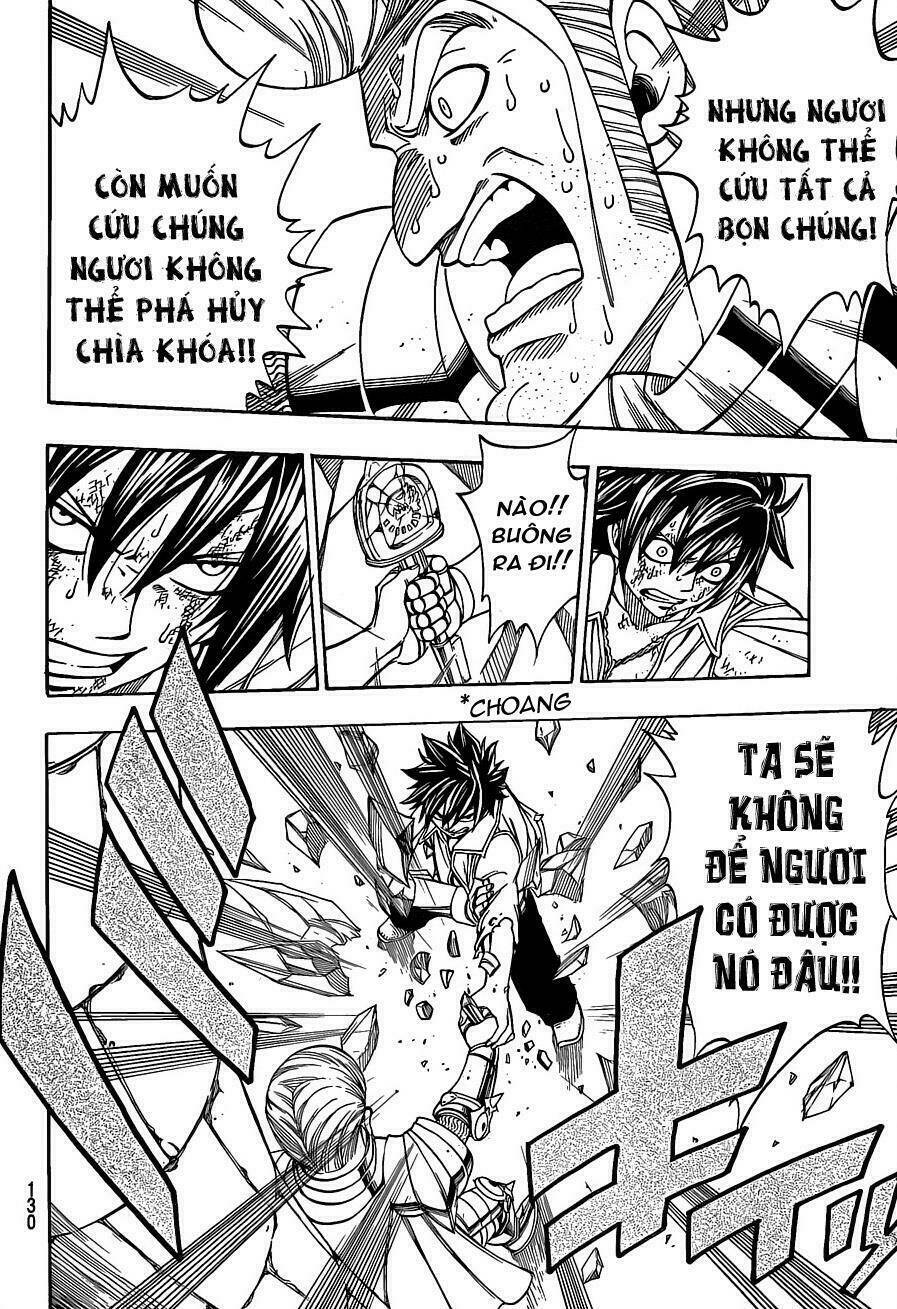 NHƯNG NGƯƠI
KHÔNG THỂ
CỨU TẤT CẢ
BỌN CHÚNG!
CÒN MUỐN
CỨU CHÚNG
NGƯƠI KHÔNG
THỂ PHÁ HỦY
CHÌA KHÓA!!
NÀO!!
BUÔNG
RA ĐI!!
*CHOANG
TA SẼ
KHÔNG
ĐỂ NGƯƠI
CÓ ĐƯỢC
NÓ ĐÂU!!
130